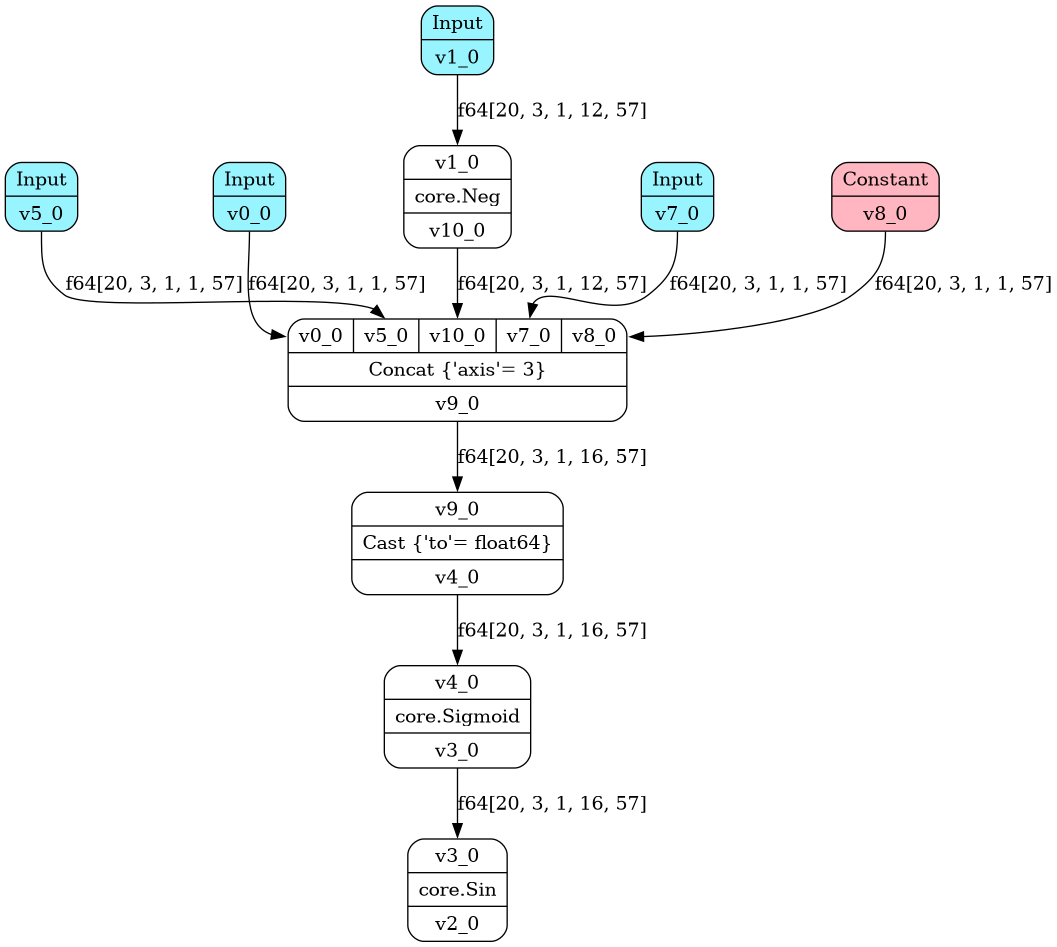 Input
v1_0
f64[20, 3, 1, 12, 57]
Input
v5_0
Input
v0_0
v1_0
core.Neg
v10_0
Input
v7_0
Constant
v8_0
f64[20, 3, 1, 1, 57]
f64[20, 3, 1, 1, 57]
f64[20, 3, 1, 12, 57]
f64[20, 3, 1, 1, 57]
f64[20, 3, 1, 1, 57]
v0_0 v5_0 v10_0 v7_0 v8_0
Concat {'axis'= 3}
v9_0
f64[20, 3, 1, 16, 57]
v9_0
Cast {'to'= float64}
v4_0
f64[20, 3, 1, 16, 57]
v4_0
core.Sigmoid
v3_0
f64[20, 3, 1, 16, 57]
v3_0
core.Sin
v2_0